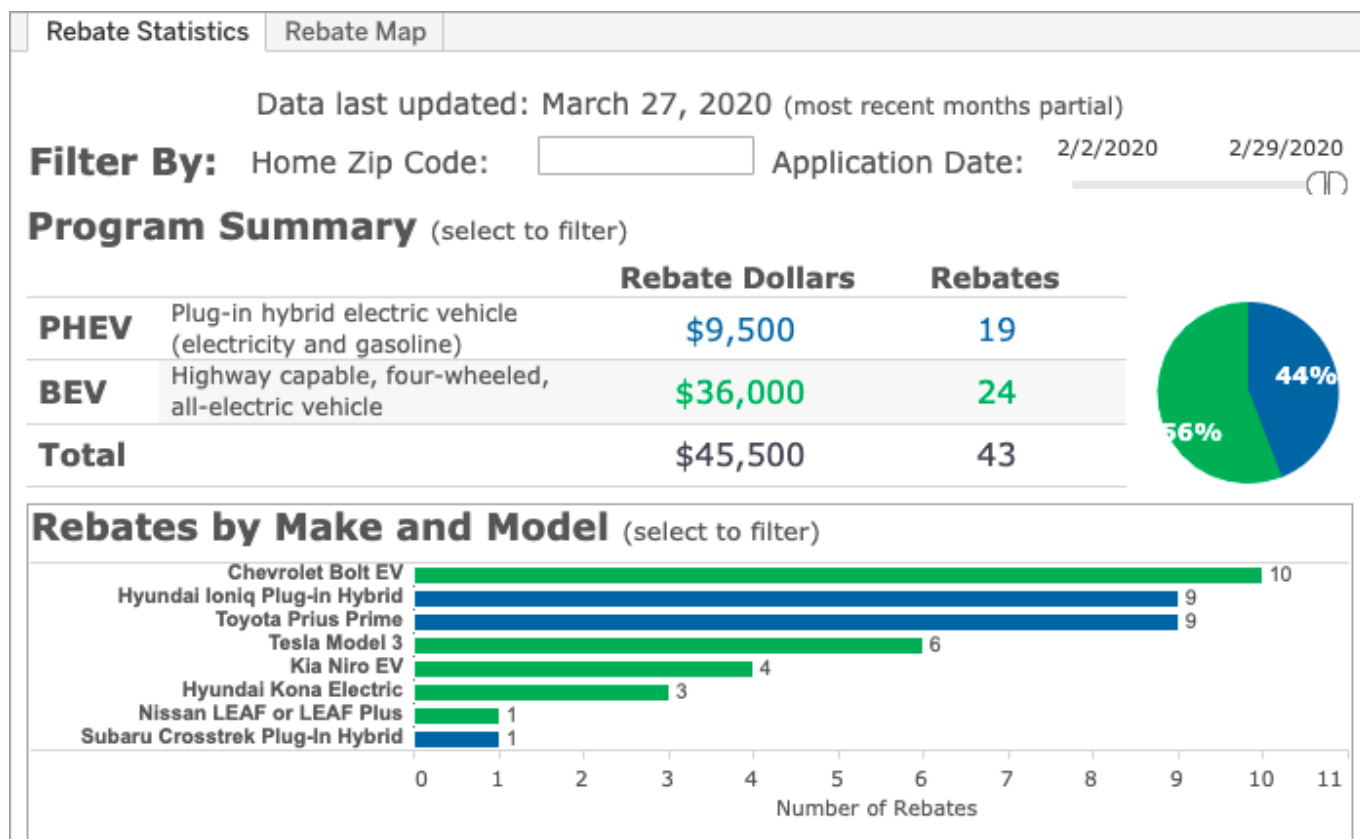 Rebate Statistics Rebate Map
Data last updated: March 27, 2020 (most recent months partial)
Filter By: Home Zip Code: Application Date: 2/2/2020 2/29/2020
Program Summary (select to filter)
Rebate Dollars Rebates
PHEV Plug-in hybrid electric vehicle
(electricity and gasoline) $9,500 19
44%
BEV Highway capable, four-wheeled,
all-electric vehicle $36,000 24
56%
Total $45,500 43
Rebates by Make and Model (select to filter)
Chevrolet Bolt EV 10
Hyundai Ioniq Plug-in Hybrid 9
Toyota Prius Prime 9
Tesla Model 3 6
Kia Niro EV 4
Hyundai Kona Electric 3
Nissan LEAF or LEAF Plus 1
Subaru Crosstrek Plug-In Hybrid 1
0 1 2 3 4 5 6 7 8 9 10 11
Number of Rebates